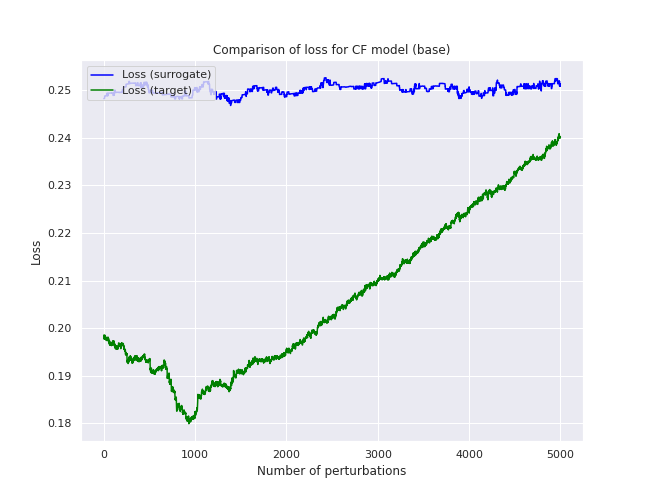 Comparison of loss for CF model (base)
Loss (surrogate)
Loss (target)
0.25
0.24
0.23
0.22
0.21
0.20
0.19
0.18
Loss
0 1000 2000 3000 4000 5000
Number of perturbations